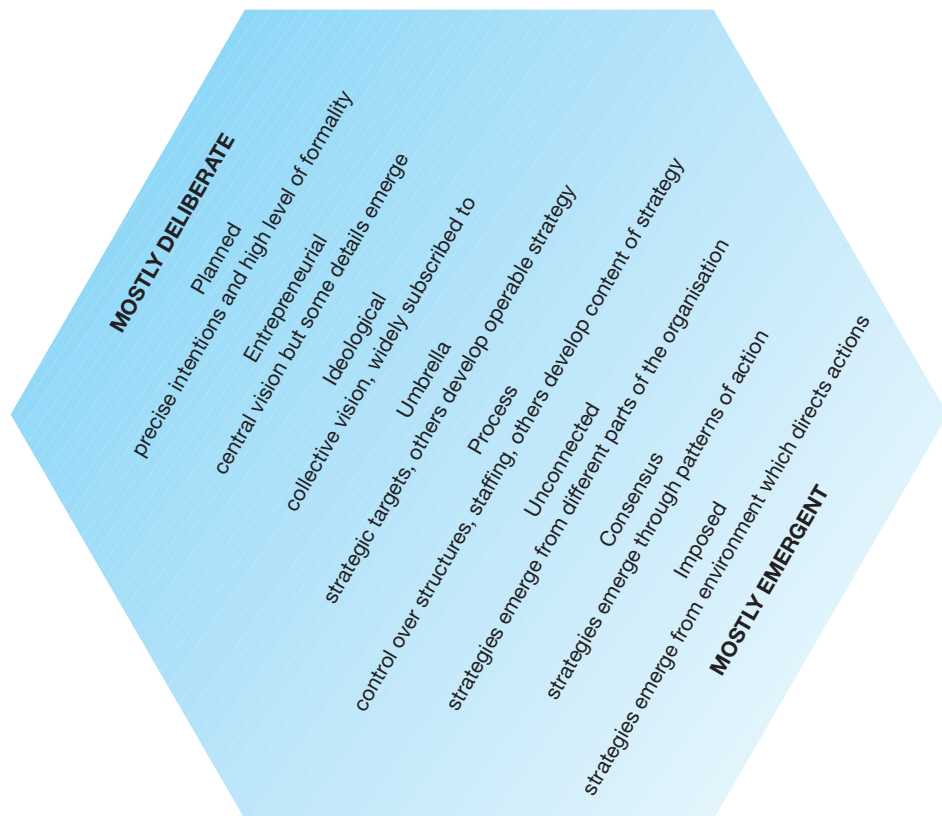 MOSTLY DELIBERATE
Planned
precise intentions and high level of formality
Entrepreneurial
central vision but some details emerge
Ideological
collective vision, widely subscribed to
Umbrella
strategic targets, others develop operable strategy
Process
control over structures, staffing, others develop content of strategy
Unconnected
strategies emerge from different parts of the organisation
Consensus
strategies emerge through patterns of action
Imposed
strategies emerge from environment which directs actions
MOSTLY EMERGENT